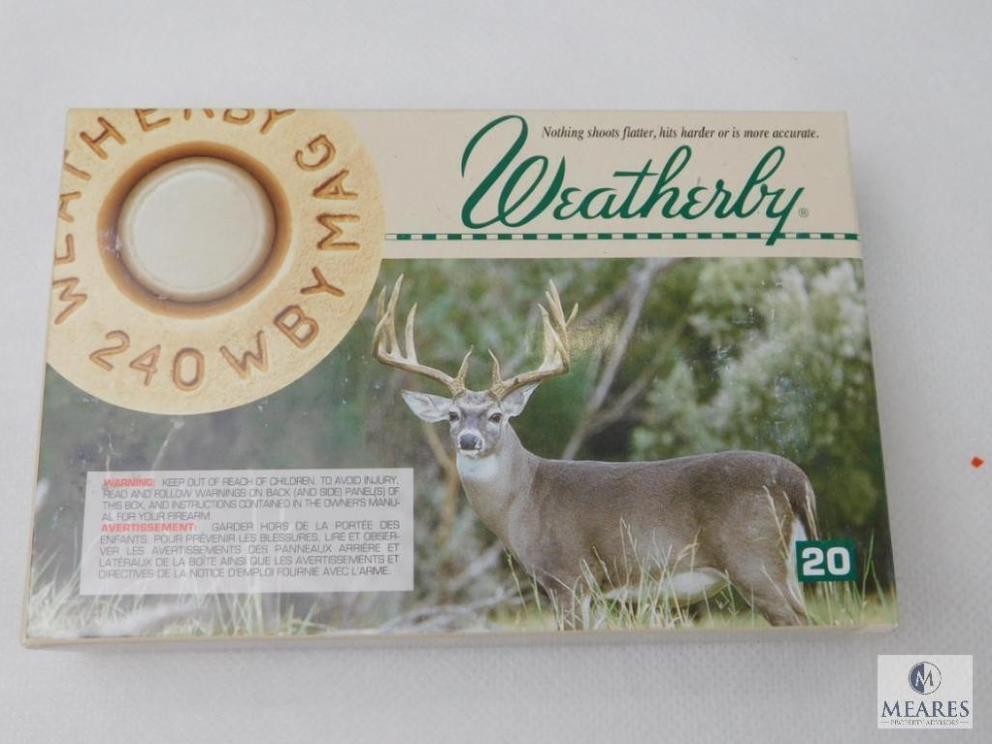 WEATHERBY
240 WBY MAG
Nothing shoots flatter, hits harder or is more accurate.
Weatherby®
WARNING: KEEP OUT OF REACH OF CHILDREN. TO AVOID INJURY,
READ AND FOLLOW WARNINGS ON BACK (AND SIDE) PANEL(S) OF
THIS BOX, AND INSTRUCTIONS CONTAINED IN THE OWNER'S MANU-
AL FOR YOUR FIREARM
AVERTISSEMENT: GARDER HORS DE LA PORTÉE DES
ENFANTS. POUR PRÉVENIR LES BLESSURES, LIRE ET OBSER-
VER LES AVERTISSEMENTS DES PANNEAUX ARRIÈRE ET
LATÉRAUX DE LA BOÎTE AINSI QUE LES AVERTISSEMENTS ET
DIRECTIVES DE LA NOTICE D'EMPLOI FOURNIE AVEC L'ARME.
20
M
MEARES
PROPERTY ADVISORS